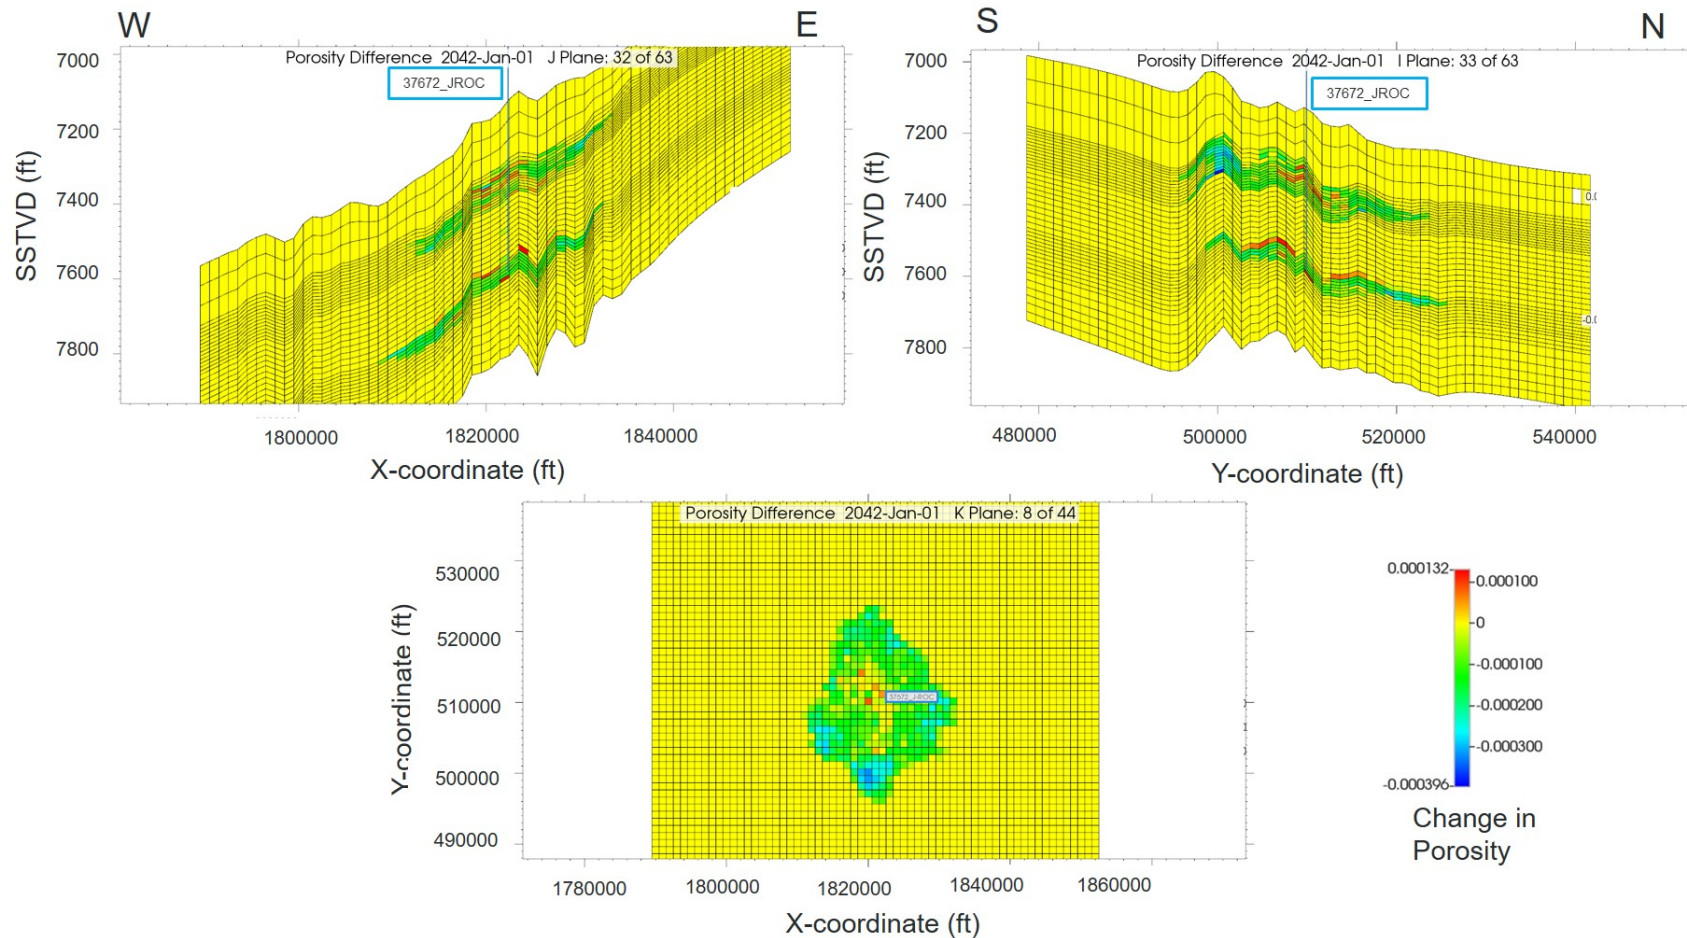 W
E
Porosity Difference 2042-Jan-01 J Plane: 32 of 63
37672_JROC
7000
7200
7400
7600
7800
SSTVD (ft)
1800000
1820000
1840000
X-coordinate (ft)
S
N
Porosity Difference 2042-Jan-01 I Plane: 33 of 63
37672_JROC
7000
7200
7400
7600
7800
SSTVD (ft)
480000
500000
520000
540000
Y-coordinate (ft)
Porosity Difference 2042-Jan-01 K Plane: 8 of 44
37672_JROC
530000
520000
510000
500000
490000
Y-coordinate (ft)
1780000
1800000
1820000
1840000
1860000
X-coordinate (ft)
0.000132
0.000100
0
-0.000100
-0.000200
-0.000300
-0.000396
Change in
Porosity